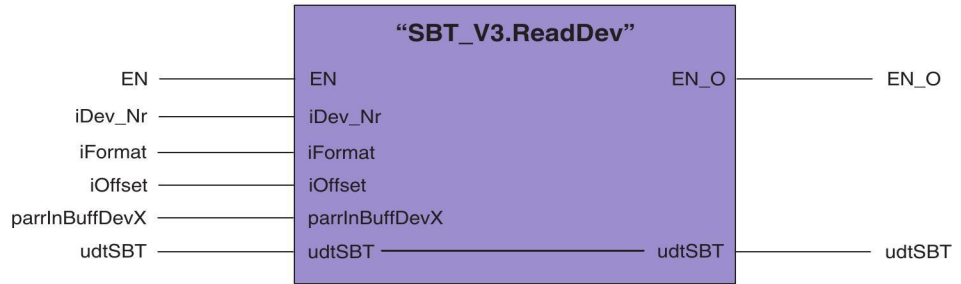 “SBT_V3.ReadDev”
EN EN EN_O EN_O
iDev_Nr iDev_Nr
iFormat iFormat
iOffset iOffset
parrInBuffDevX parrInBuffDevX
udtSBT udtSBT udtSBT udtSBT